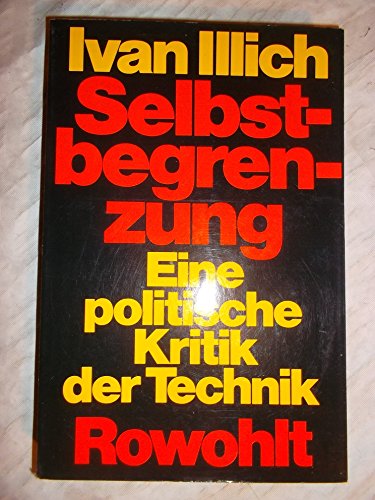 Ivan Illich
Selbst-
begren-
zung
Eine
politische
Kritik
der Technik
Rowohlt